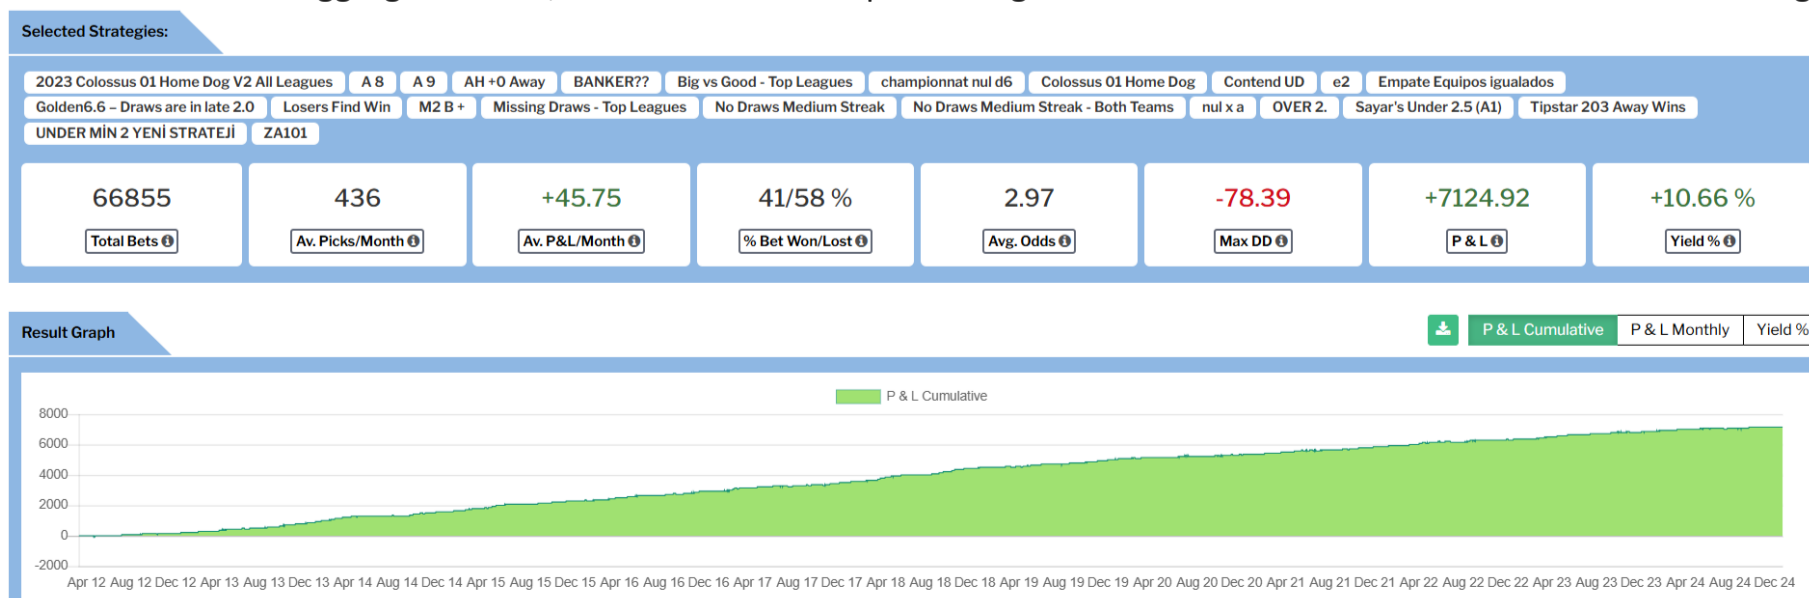 Selected Strategies:
2023 Colossus 01 Home Dog V2 All Leagues A 8 A 9 AH +0 Away BANKER?? Big vs Good - Top Leagues championnat nul d6 Colossus 01 Home Dog Contend UD e2 Empate Equipos igualados
Golden6.6 – Draws are in late 2.0 Losers Find Win M2 B + Missing Draws - Top Leagues No Draws Medium Streak No Draws Medium Streak - Both Teams nul x a OVER 2. Sayar's Under 2.5 (A1) Tipstar 203 Away Wins
UNDER MİN 2 YENİ STRATEJİ ZA101
66855 436 +45.75 41/58 % 2.97 -78.39 +7124.92 +10.66 %
Total Bets Av. Picks/Month Av. P&L/Month % Bet Won/Lost Avg. Odds Max DD P & L Yield %
Result Graph P & L Cumulative P & L Monthly Yield %
P & L Cumulative
8000
6000
4000
2000
0
-2000
Apr 12 Aug 12 Dec 12 Apr 13 Aug 13 Dec 13 Apr 14 Aug 14 Dec 14 Apr 15 Aug 15 Dec 15 Apr 16 Aug 16 Dec 16 Apr 17 Aug 17 Dec 17 Apr 18 Aug 18 Dec 18 Apr 19 Aug 19 Dec 19 Apr 20 Aug 20 Dec 20 Apr 21 Aug 21 Dec 21 Apr 22 Aug 22 Dec 22 Apr 23 Aug 23 Dec 23 Apr 24 Aug 24 Dec 24